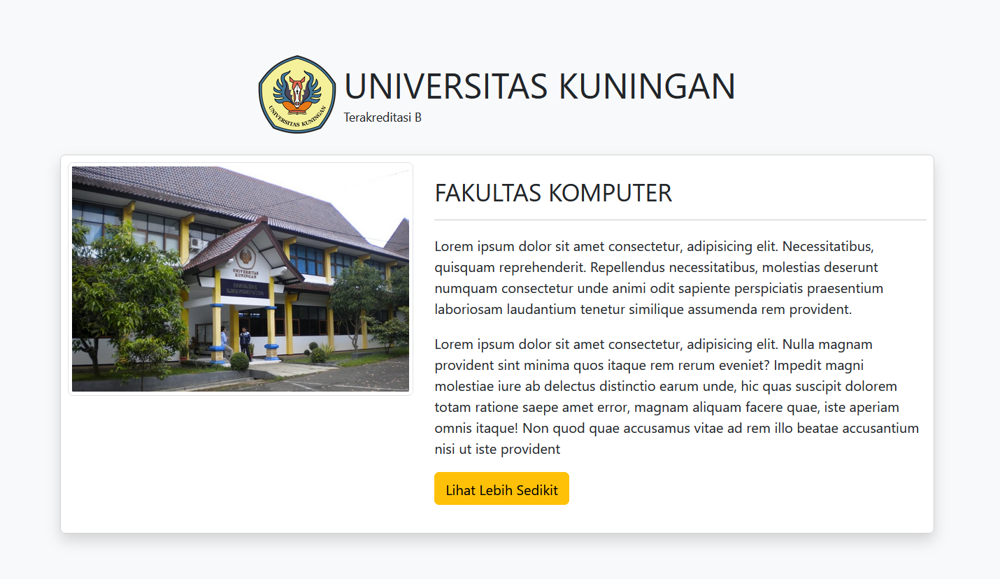 UNIVERSITAS KUNINGAN
UNIVERSITAS KUNINGAN
Terakreditasi B
UNIVERSITAS
KUNINGAN
FAKULTAS
ILMU KOMPUTER
FAKULTAS KOMPUTER
Lorem ipsum dolor sit amet consectetur, adipisicing elit. Necessitatibus,
quisquam reprehenderit. Repellendus necessitatibus, molestias deserunt
numquam consectetur unde animi odit sapiente perspiciatis praesentium
laboriosam laudantium tenetur similique assumenda rem provident.
Lorem ipsum dolor sit amet consectetur, adipisicing elit. Nulla magnam
provident sint minima quos itaque rem rerum eveniet? Impedit magni
molestiae iure ab delectus distinctio earum unde, hic quas suscipit dolorem
totam ratione saepe amet error, magnam aliquam facere quae, iste aperiam
omnis itaque! Non quod quae accusamus vitae ad rem illo beatae accusantium
nisi ut iste provident
Lihat Lebih Sedikit